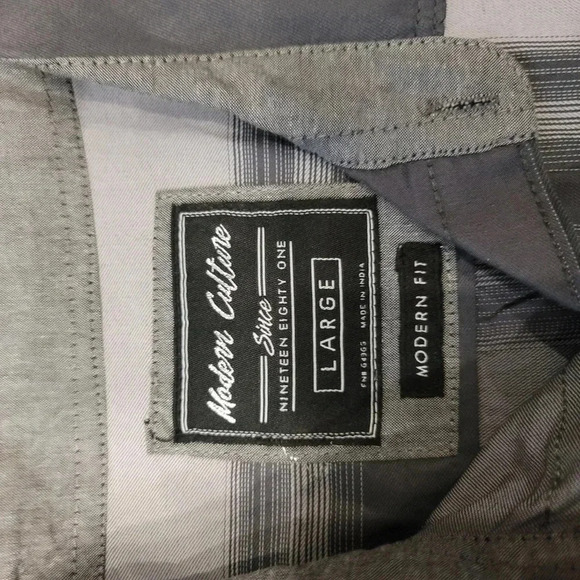 Modern Culture
Since
NINETEEN EIGHTY ONE
LARGE
MADE IN INDIA
MODERN FIT